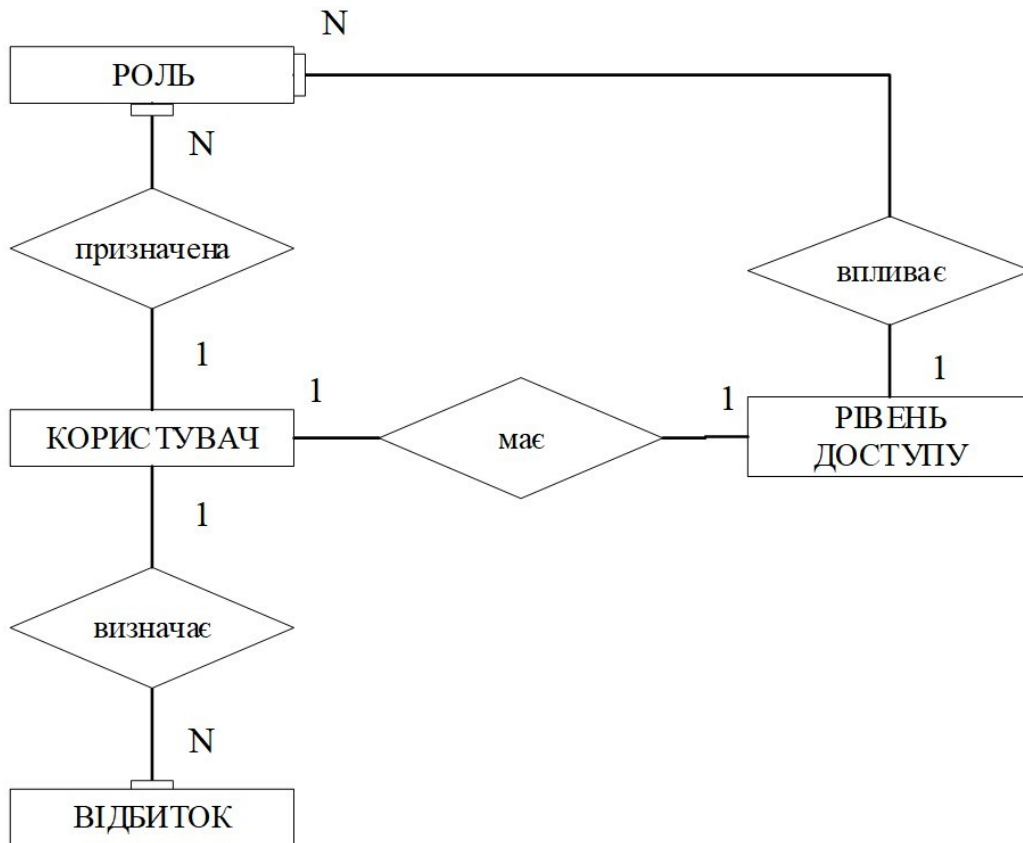 N
РОЛЬ
N
призначена
впливає
1
1
1
1
КОРИСТУВАЧ
має
РІВЕНЬ
ДОСТУПУ
1
визначає
N
ВІДБИТОК